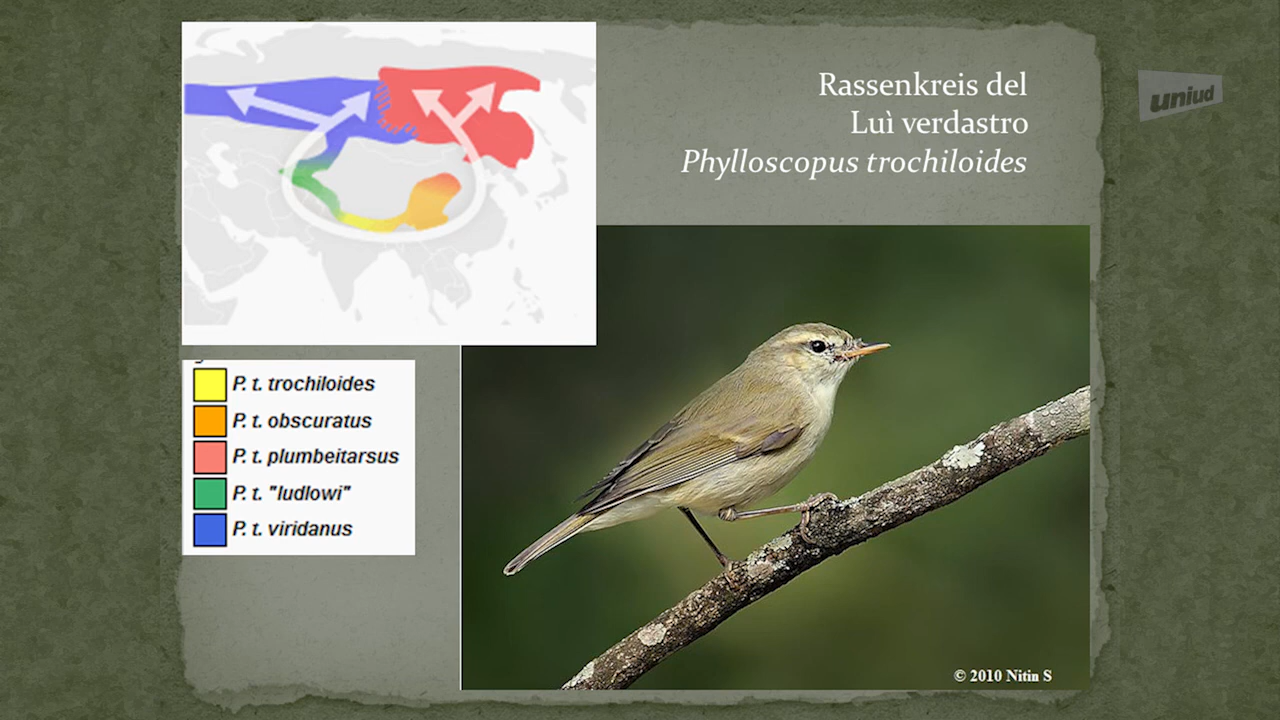 Rassenkreis del
Luì verdastro
Phylloscopus trochiloides
uniud
P. t. trochiloides
P. t. obscuratus
P. t. plumbeitarsus
P. t. "ludlowi"
P. t. viridanus
© 2010 Nitin S